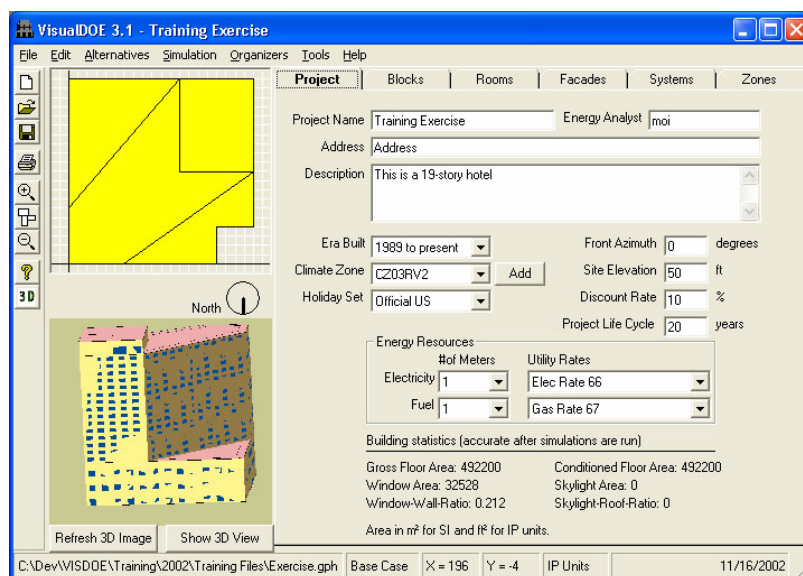 VisualDOE 3.1 - Training Exercise
File Edit Alternatives Simulation Organizers Tools Help
Project Blocks Rooms Facades Systems Zones
Project Name Training Exercise Energy Analyst moi
Address Address
Description This is a 19-story hotel
Era Built 1989 to present Front Azimuth 0 degrees
Climate Zone CZ03RV2 Add Site Elevation 50 ft
Holiday Set Official US Discount Rate 10 %
Project Life Cycle 20 years
North
3D
Energy Resources
#of Meters Utility Rates
Electricity 1 Elec Rate 66
Fuel 1 Gas Rate 67
Building statistics (accurate after simulations are run)
Gross Floor Area: 492200 Conditioned Floor Area: 492200
Window Area: 32528 Skylight Area: 0
Window-Wall-Ratio: 0.212 Skylight-Roof-Ratio: 0
Area in m² for SI and ft² for IP units.
Refresh 3D Image Show 3D View
C:\Dev\VISDOE\Training\2002\Training Files\Exercise.gph Base Case X = 196 Y = -4 IP Units 11/16/2002